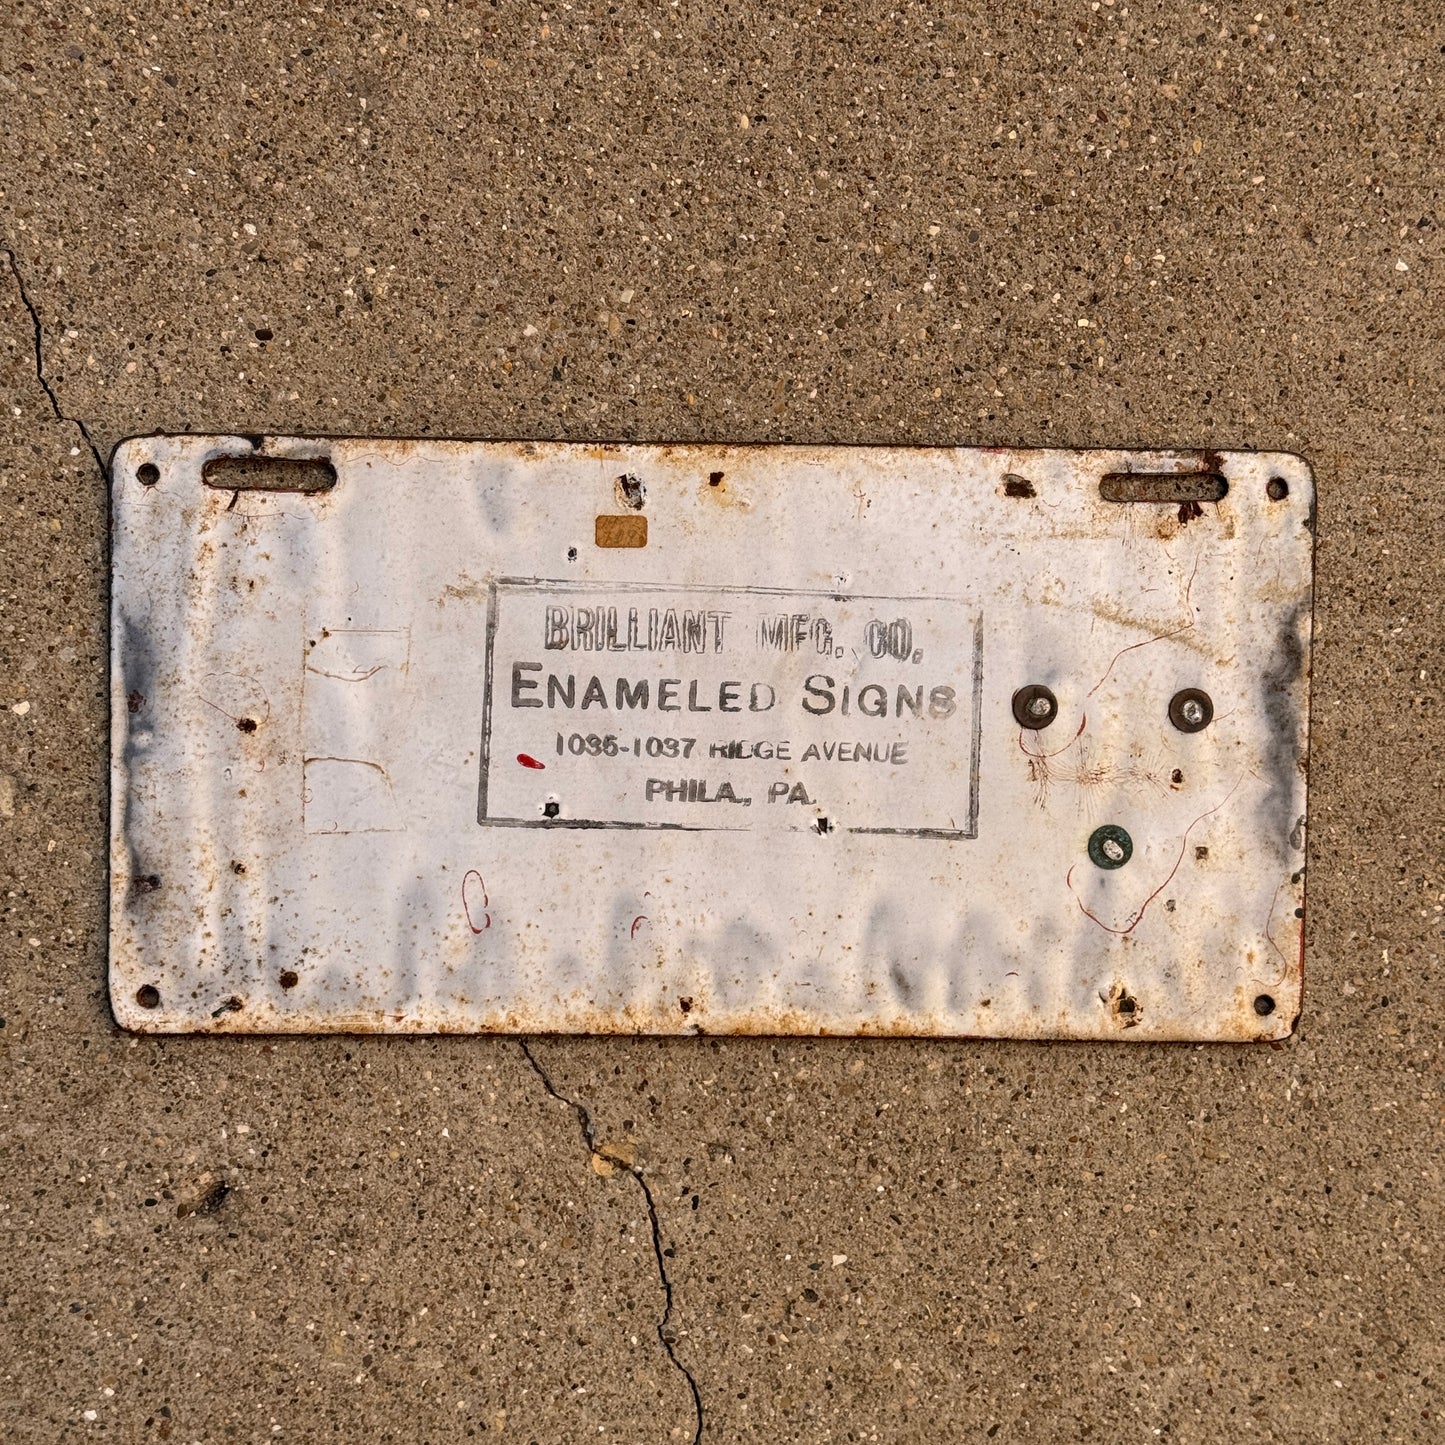 BRILLIANT MFG. CO.
ENAMELED SIGNS
1035-1037 RIDGE AVENUE
PHILA., PA.